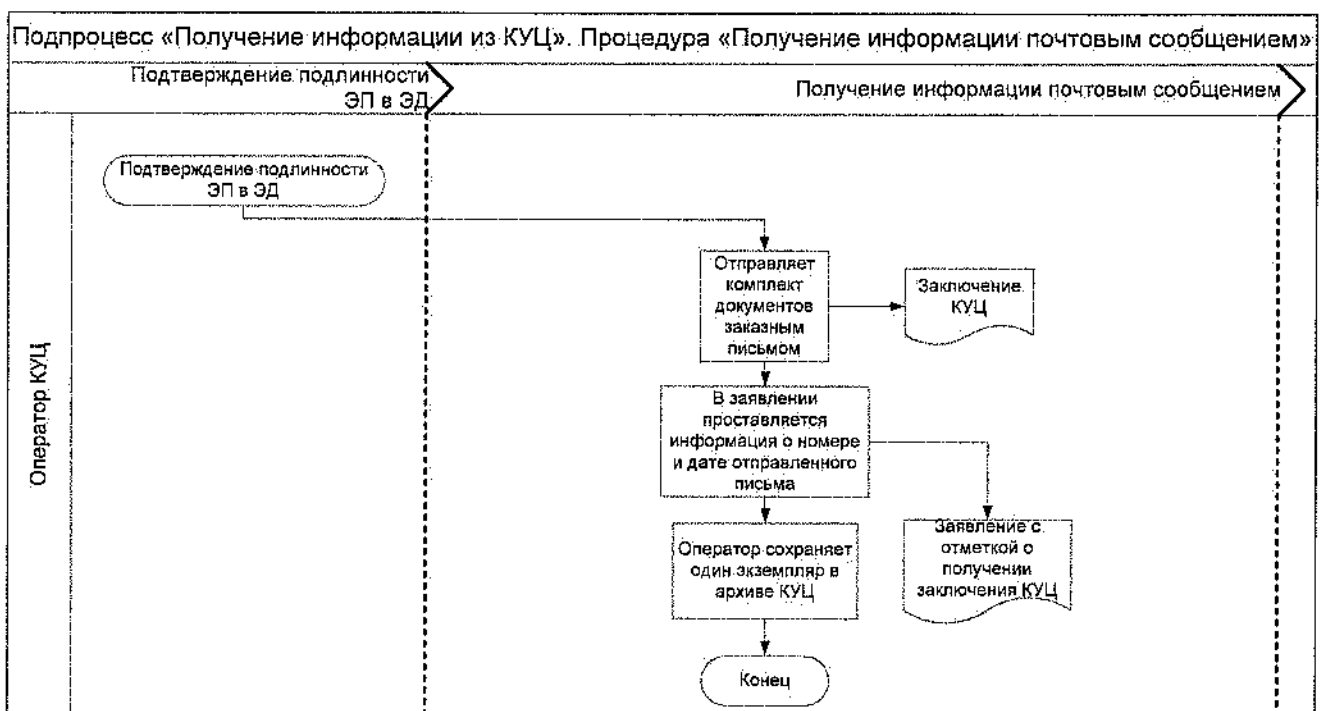 Подпроцесс «Получение информации из КУЦ». Процедура «Получение информации почтовым сообщением»
Подтверждение подлинности
ЭП в ЭД
Получение информации почтовым сообщением
Оператор КУЦ
Подтверждение подлинности
ЭП в ЭД
Отправляет
комплект
документов
заказным
письмом
Заключение
КУЦ
В заявлении
проставляется
информация о номере
и дате отправленного
письма
Оператор сохраняет
один экземпляр в
архиве КУЦ
Заявление с
отметкой о
получении
заключения КУЦ
Конец